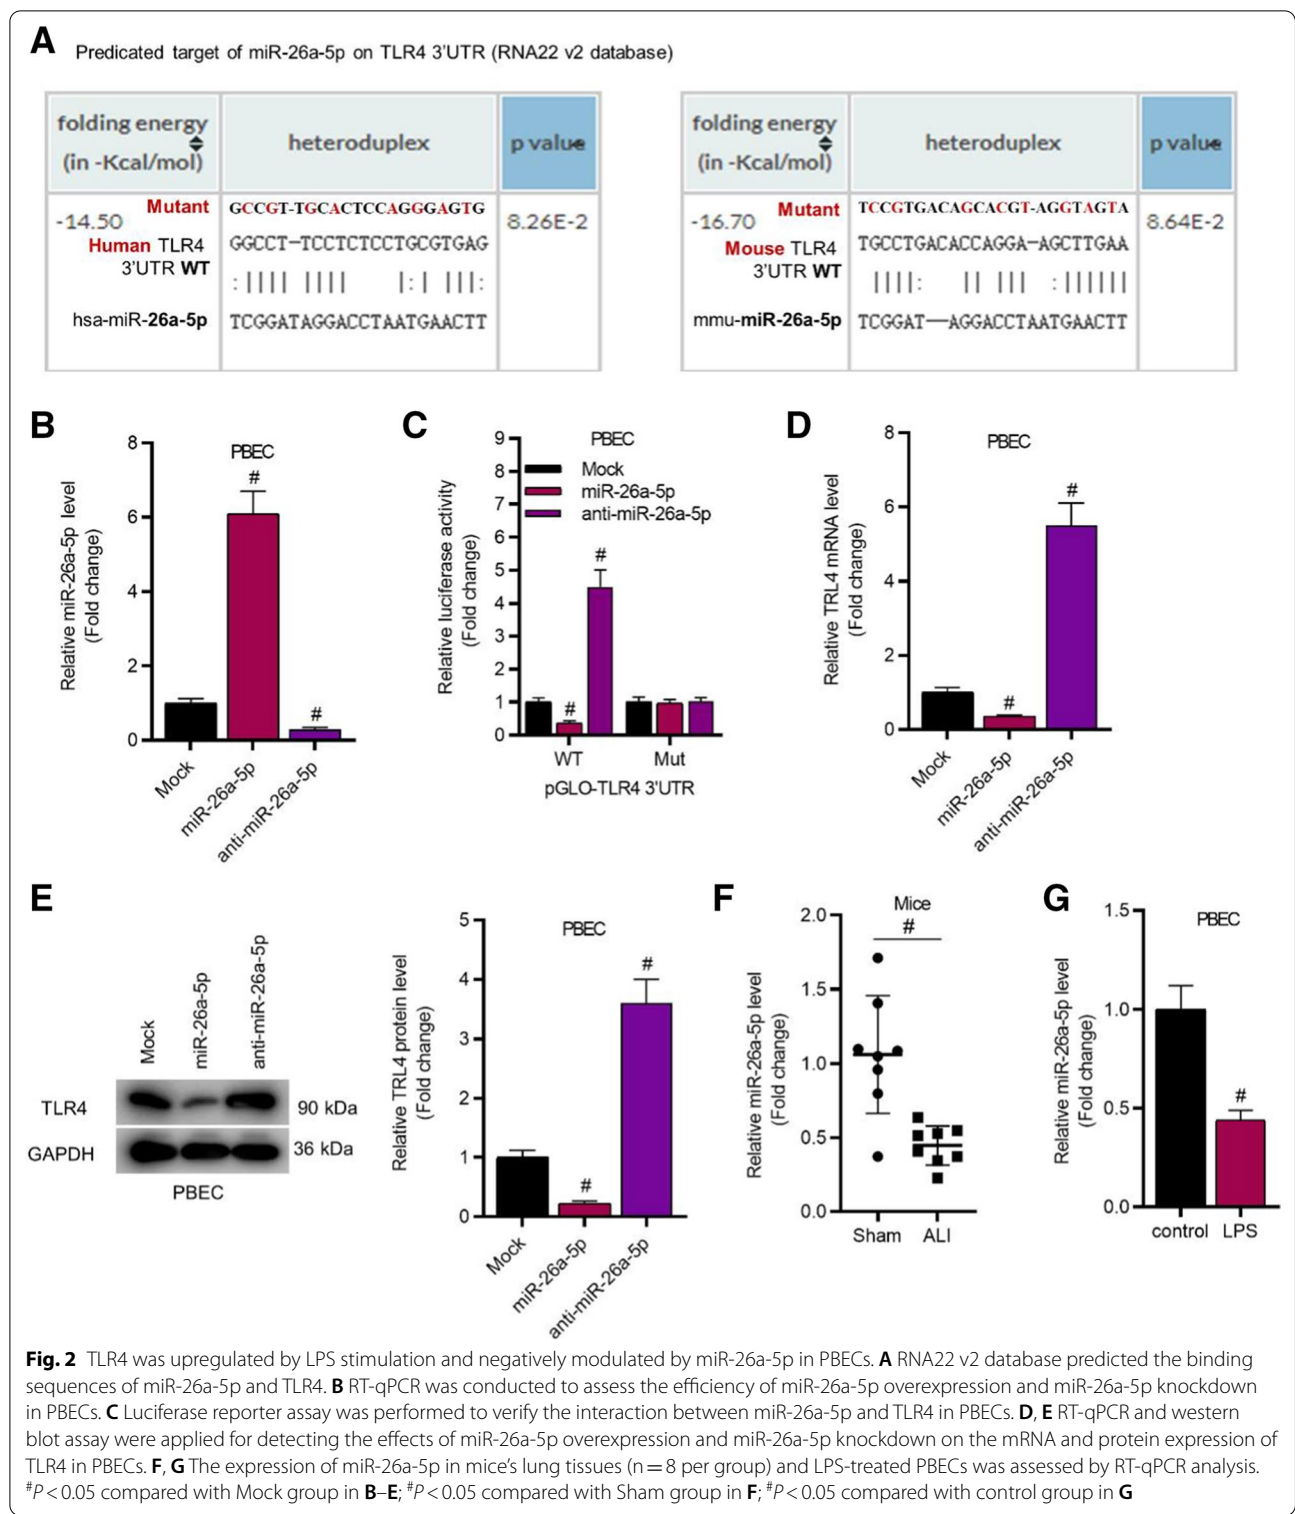 A Predicated target of miR-26a-5p on TLR4 3'UTR (RNA22 v2 database)
folding energy
(in -Kcal/mol)
heteroduplex
p value
-14.50
Mutant
GCCGT-TGCACTCCAGGGAGTG
8.26E-2
Human TLR4
3'UTR WT
GGCCT-TCCTCTCCTGCGTGAG
: |||| |||| |:| |||:
hsa-miR-26a-5p
TCGGATAGGACCTAATGAACTT
folding energy
(in -Kcal/mol)
heteroduplex
p value
-16.70
Mutant
TCCGTGACAGCACGT-AGGTAGTA
8.64E-2
Mouse TLR4
3'UTR WT
TGCCTGACACCAGGA-AGCTTGAA
||||: || ||| :||||||
mmu-miR-26a-5p
TCGGAT—AGGACCTAATGAACTT
B
PBEC
Relative miR-26a-5p level
(Fold change)
8
6
4
2
0
#
#
Mock
miR-26a-5p
anti-miR-26a-5p
C
PBEC
Mock
miR-26a-5p
anti-miR-26a-5p
Relative luciferase activity
(Fold change)
9
8
7
6
5
4
3
2
1
0
#
#
WT Mut
pGLO-TLR4 3'UTR
D
PBEC
Relative TRL4 mRNA level
(Fold change)
8
6
4
2
0
#
#
Mock
miR-26a-5p
anti-miR-26a-5p
E
Mock
miR-26a-5p
anti-miR-26a-5p
TLR4 90 kDa
GAPDH 36 kDa
PBEC
PBEC
Relative TRL4 protein level
(Fold change)
5
4
3
2
1
0
#
#
Mock
miR-26a-5p
anti-miR-26a-5p
F
Mice
#
Relative miR-26a-5p level
(Fold change)
2.0
1.5
1.0
0.5
0.0
Sham ALI
G
PBEC
Relative miR-26a-5p level
(Fold change)
1.5
1.0
0.5
0.0
#
control LPS
Fig. 2 TLR4 was upregulated by LPS stimulation and negatively modulated by miR-26a-5p in PBECs. A RNA22 v2 database predicted the binding
sequences of miR-26a-5p and TLR4. B RT-qPCR was conducted to assess the efficiency of miR-26a-5p overexpression and miR-26a-5p knockdown
in PBECs. C Luciferase reporter assay was performed to verify the interaction between miR-26a-5p and TLR4 in PBECs. D, E RT-qPCR and western
blot assay were applied for detecting the effects of miR-26a-5p overexpression and miR-26a-5p knockdown on the mRNA and protein expression of
TLR4 in PBECs. F, G The expression of miR-26a-5p in mice's lung tissues (n = 8 per group) and LPS-treated PBECs was assessed by RT-qPCR analysis.
#P < 0.05 compared with Mock group in B–E; #P < 0.05 compared with Sham group in F; #P < 0.05 compared with control group in G